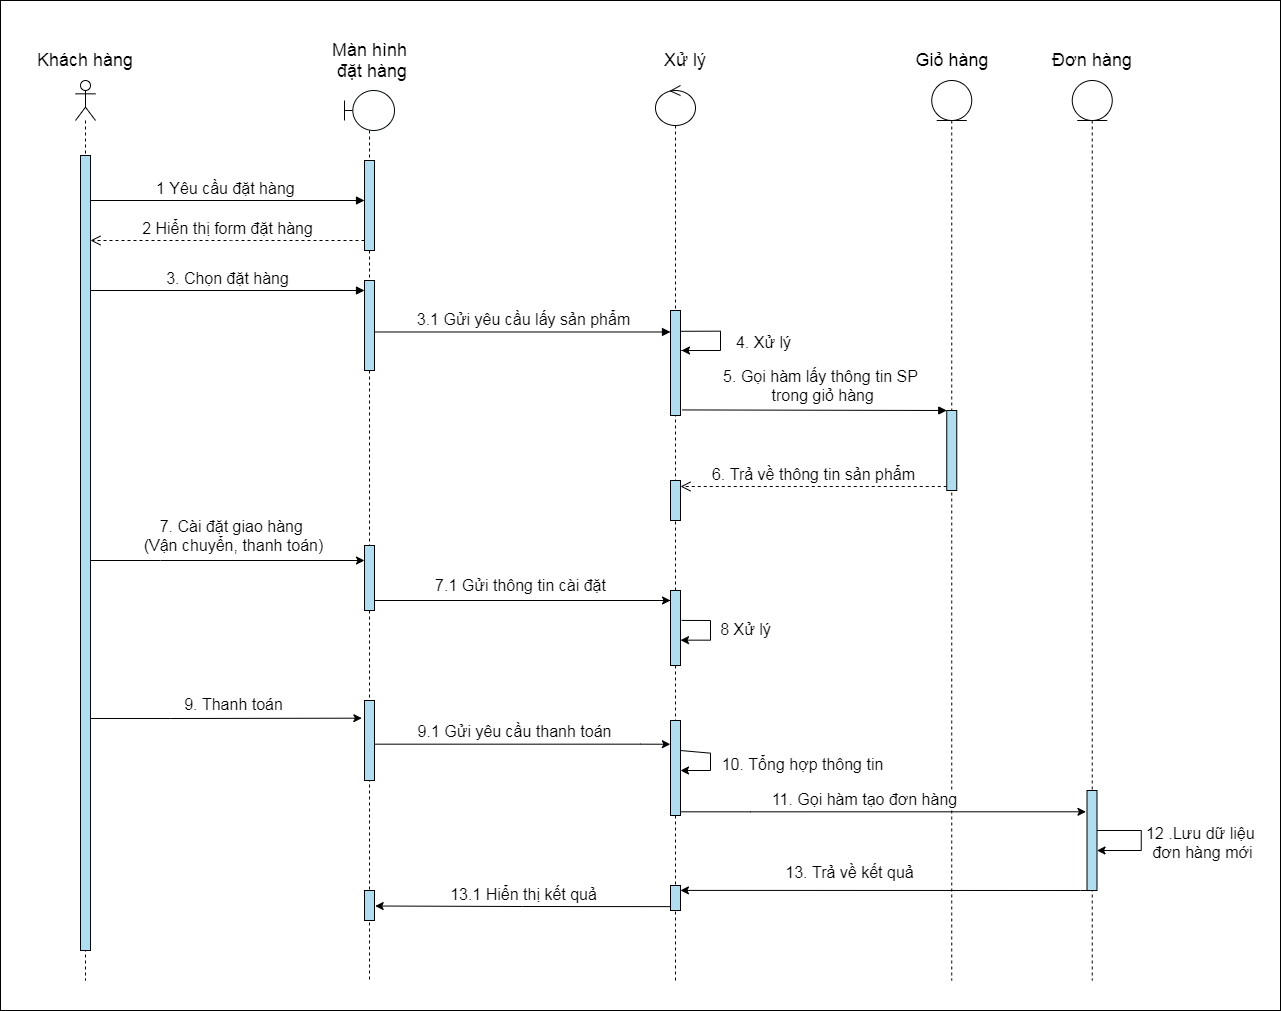 Khách hàng
Màn hình
đặt hàng
Xử lý
Giỏ hàng
Đơn hàng
1 Yêu cầu đặt hàng
2 Hiển thị form đặt hàng
3. Chọn đặt hàng
3.1 Gửi yêu cầu lấy sản phẩm
4. Xử lý
5. Gọi hàm lấy thông tin SP
trong giỏ hàng
6. Trả về thông tin sản phẩm
7. Cài đặt giao hàng
(Vận chuyển, thanh toán)
7.1 Gửi thông tin cài đặt
8 Xử lý
9. Thanh toán
9.1 Gửi yêu cầu thanh toán
10. Tổng hợp thông tin
11. Gọi hàm tạo đơn hàng
12 .Lưu dữ liệu
đơn hàng mới
13. Trả về kết quả
13.1 Hiển thị kết quả